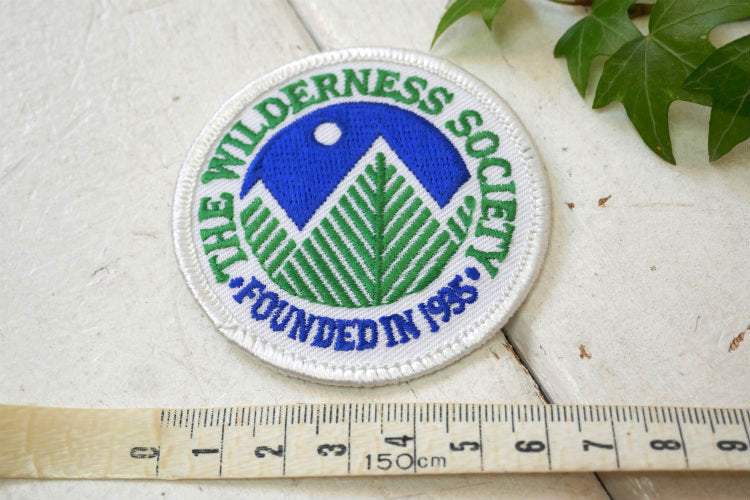 THE WILDERNESS SOCIETY
• FOUNDED IN 1935 •
0 1 2 3 4 5 6 7 8 9
150cm